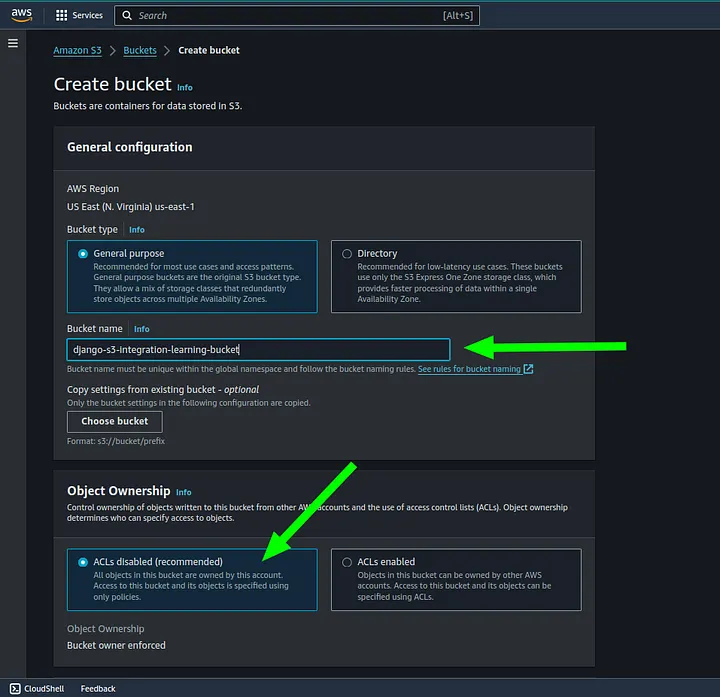 aws
Services
Search
[Alt+S]
Amazon S3 > Buckets > Create bucket
Create bucket Info
Buckets are containers for data stored in S3.
General configuration
AWS Region
US East (N. Virginia) us-east-1
Bucket type Info
General purpose
Recommended for most use cases and access patterns.
General purpose buckets are the original S3 bucket type.
They allow a mix of storage classes that redundantly
store objects across multiple Availability Zones.
Directory
Recommended for low-latency use cases. These buckets
use only the S3 Express One Zone storage class, which
provides faster processing of data within a single
Availability Zone.
Bucket name Info
django-s3-integration-learning-bucket
Bucket name must be unique within the global namespace and follow the bucket naming rules. See rules for bucket naming
Copy settings from existing bucket - optional
Only the bucket settings in the following configuration are copied.
Choose bucket
Format: s3://bucket/prefix
Object Ownership Info
Control ownership of objects written to this bucket from other accounts and the use of access control lists (ACLs). Object ownership
determines who can specify access to objects.
ACLs disabled (recommended)
All objects in this bucket are owned by this account.
Access to this bucket and its objects is specified using
only policies.
ACLs enabled
Objects in this bucket can be owned by other AWS
accounts. Access to this bucket and its objects can be
specified using ACLs.
Object Ownership
Bucket owner enforced
CloudShell
Feedback